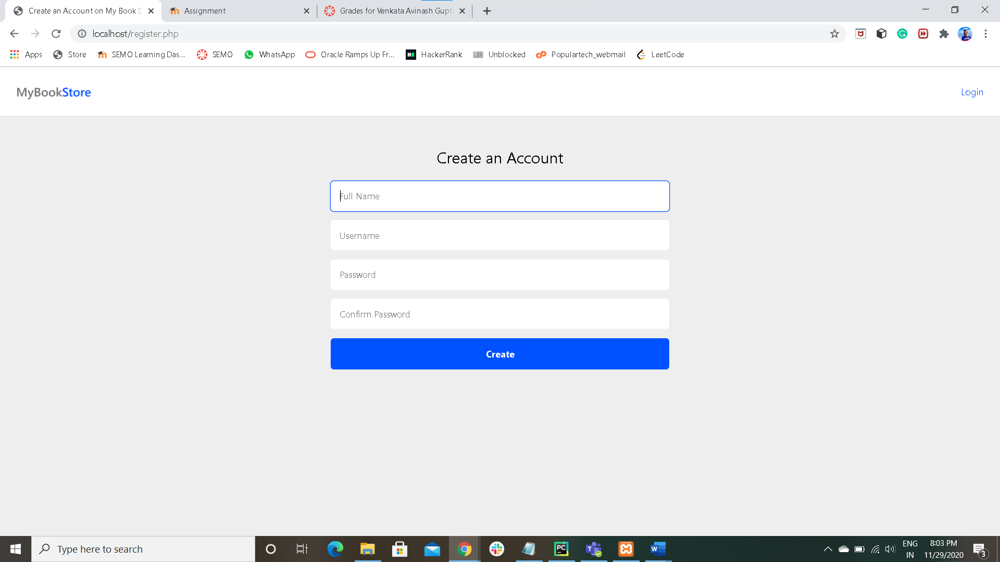 Create an Account on My Book S
Assignment
Grades for Venkata Avinash Gupta
localhost/register.php
Apps
Store
SEMO Learning Das...
SEMO
WhatsApp
Oracle Ramps Up Fr...
HackerRank
Unblocked
Populartech_webmail
LeetCode
MyBookStore
Login
Create an Account
Full Name
Username
Password
Confirm Password
Create
Type here to search
ENG
IN
8:03 PM
11/29/2020
3